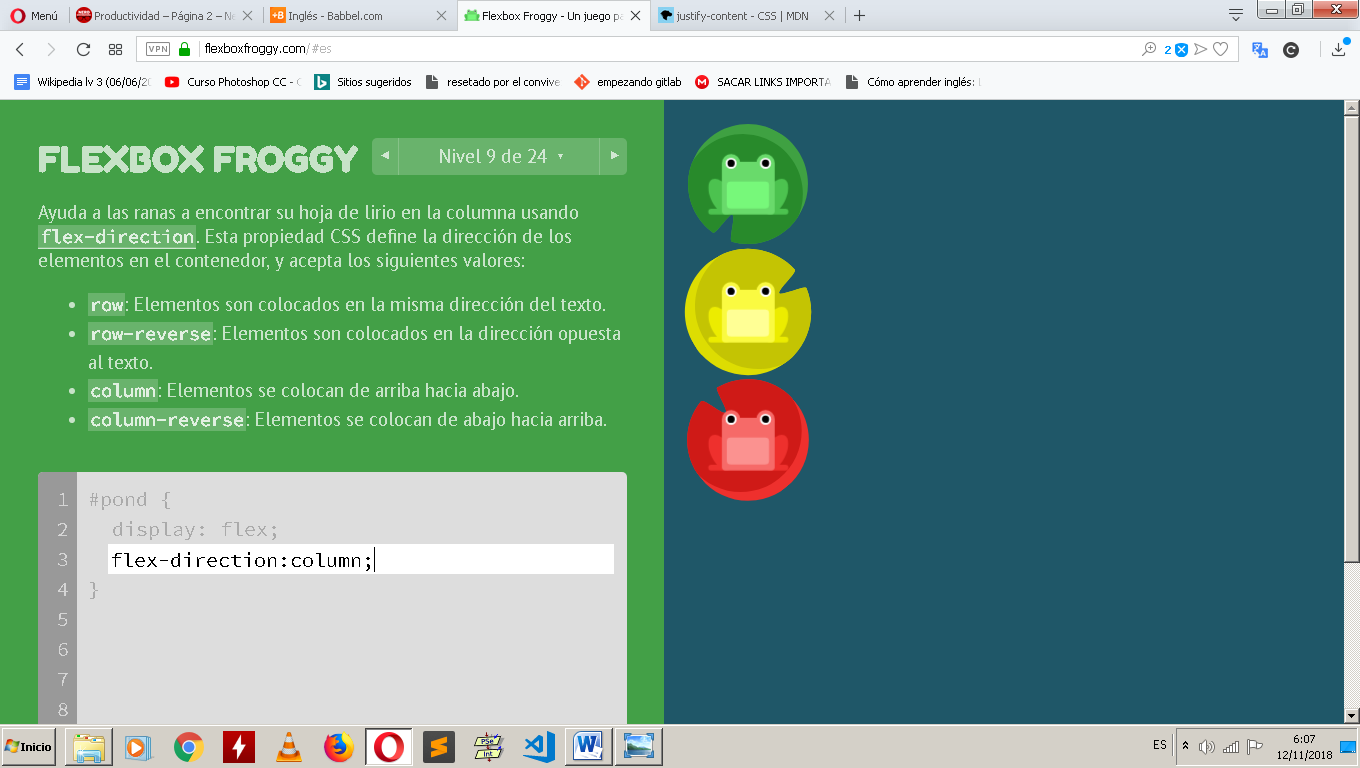 Menú
Productividad – Página 2 – Ne
Inglés - Babbel.com
Flexbox Froggy - Un juego pa
justify-content - CSS | MDN
VPN
flexboxfroggy.com/#es
2
Wikipedia lv 3 (06/06/20
Curso Photoshop CC - C
Sitios sugeridos
resetado por el convive
empezando gitlab
SACAR LINKS IMPORTA
Cómo aprender inglés:
FLEXBOX FROGGY
Nivel 9 de 24
Ayuda a las ranas a encontrar su hoja de lirio en la columna usando
flex-direction. Esta propiedad CSS define la dirección de los
elementos en el contenedor, y acepta los siguientes valores:
row: Elementos son colocados en la misma dirección del texto.
row-reverse: Elementos son colocados en la dirección opuesta
al texto.
column: Elementos se colocan de arriba hacia abajo.
column-reverse: Elementos se colocan de abajo hacia arriba.
1 #pond {
2 display: flex;
3 flex-direction:column;
4 }
5
6
7
8
Inicio
PSe
Int
ES
6:07
12/11/2018